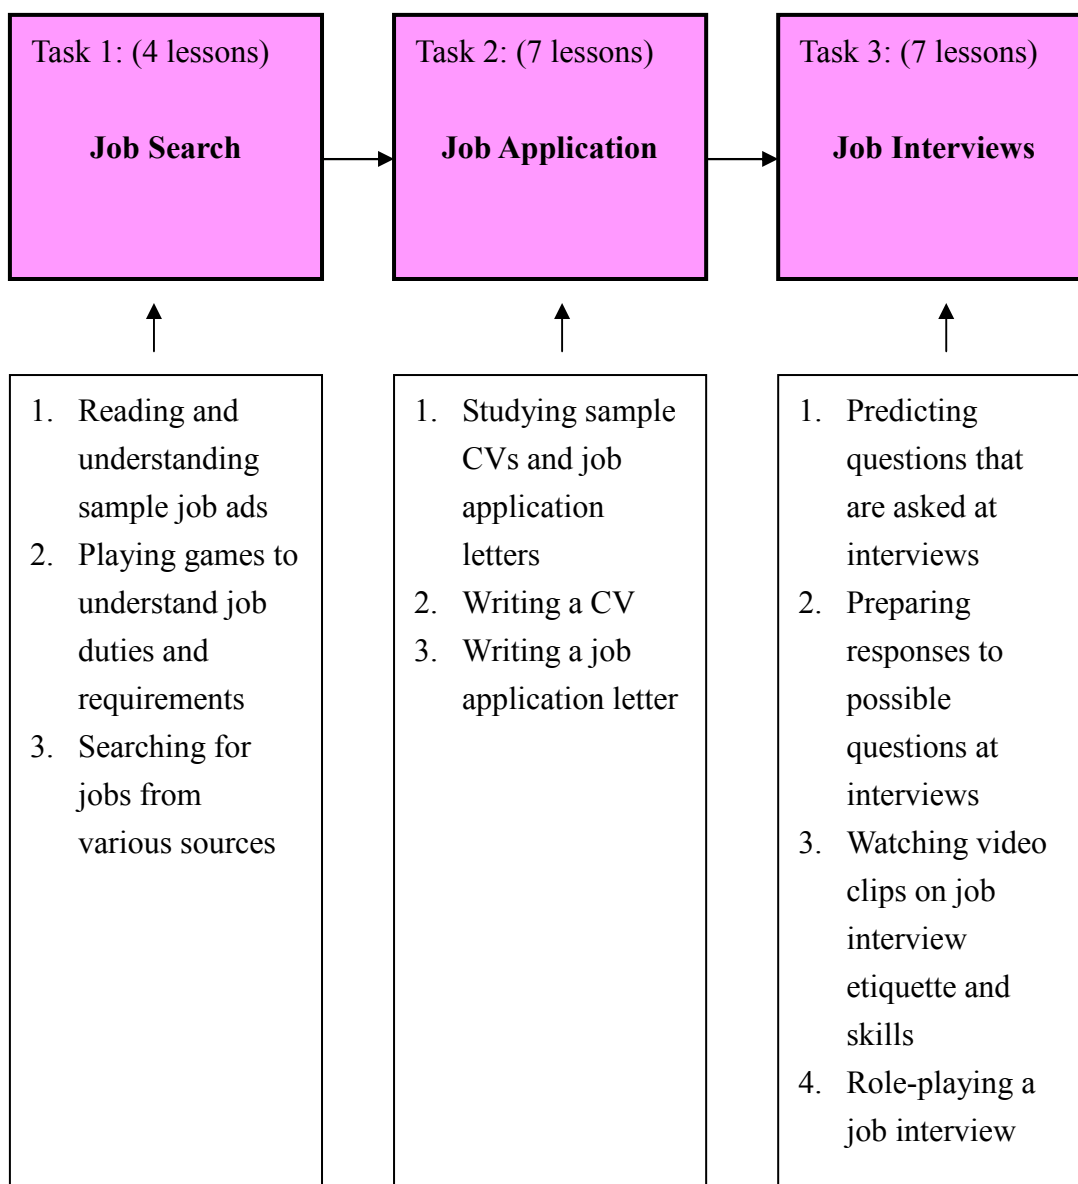 Task 1: (4 lessons)
Job Search
Task 2: (7 lessons)
Job Application
Task 3: (7 lessons)
Job Interviews
1. Reading and
understanding
sample job ads
2. Playing games to
understand job
duties and
requirements
3. Searching for
jobs from
various sources
1. Studying sample
CVs and job
application
letters
2. Writing a CV
3. Writing a job
application letter
1. Predicting
questions that
are asked at
interviews
2. Preparing
responses to
possible
questions at
interviews
3. Watching video
clips on job
interview
etiquette and
skills
4. Role-playing a
job interview